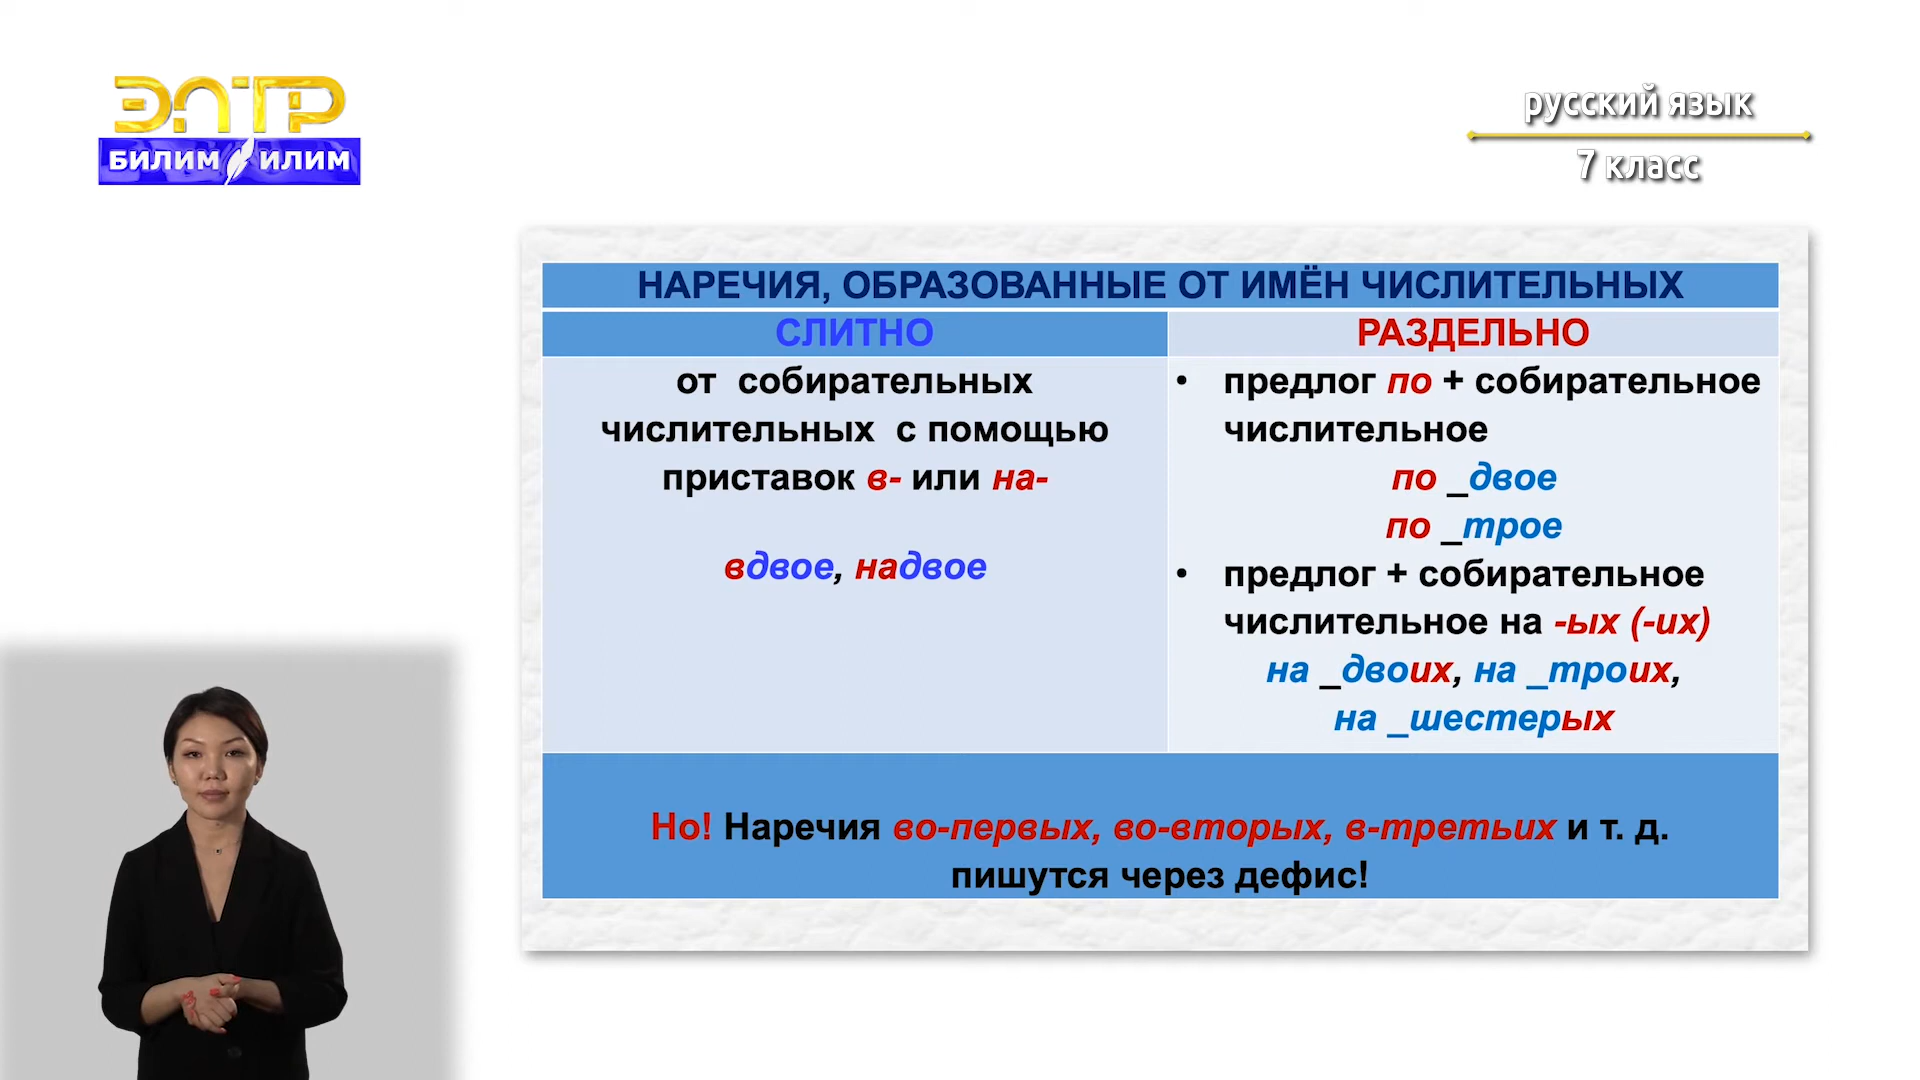 ЭЛТР
БИЛИМ ИЛИМ
русский язык
7 класс
НАРЕЧИЯ, ОБРАЗОВАННЫЕ ОТ ИМЁН ЧИСЛИТЕЛЬНЫХ
СЛИТНО
от собирательных
числительных с помощью
приставок в- или на-
вдвое, надвое
РАЗДЕЛЬНО
• предлог по + собирательное
числительное
по _двое
по _трое
• предлог + собирательное
числительное на -ых (-их)
на _двоих, на _троих,
на _шестерых
Но! Наречия во-первых, во-вторых, в-третьих и т. д.
пишутся через дефис!